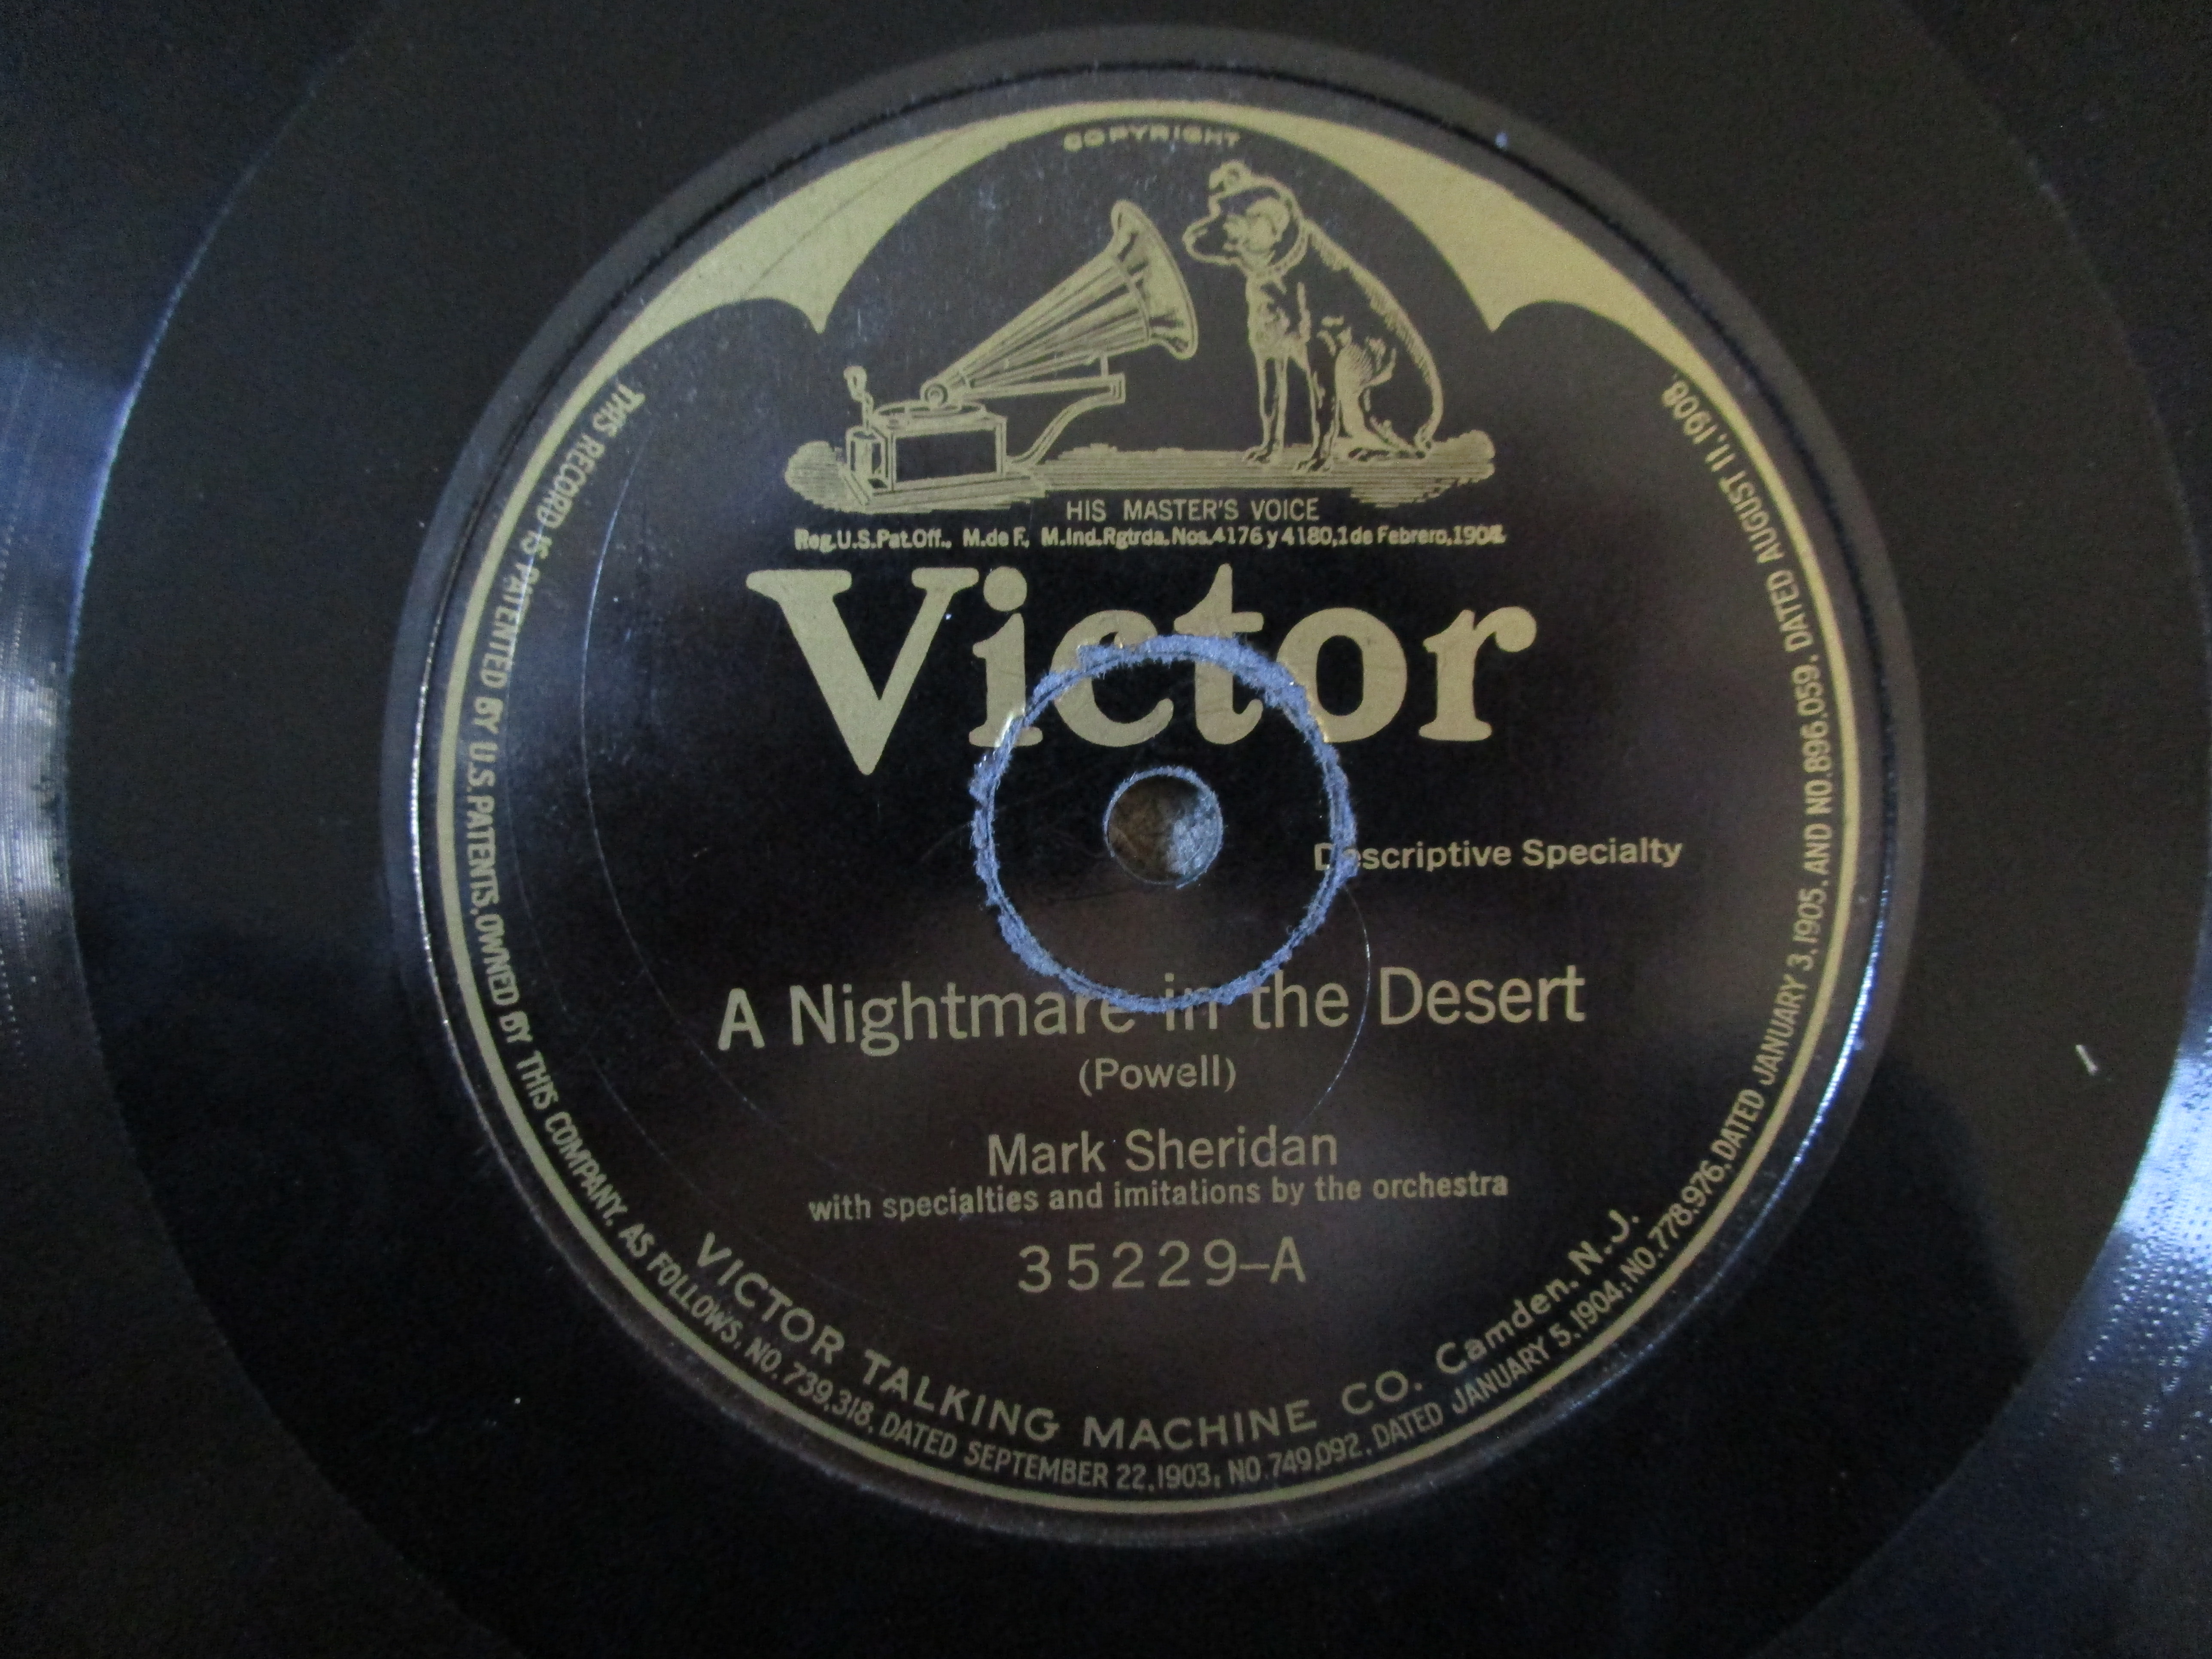 COPYRIGHT
HIS MASTER'S VOICE
Reg.U.S.Pat.Off., M.de F., M.Ind.Rgtrda.Nos.4176 y 4180,1de Febrero,1904.
Victor
Descriptive Specialty
A Nightmare in the Desert
(Powell)
Mark Sheridan
with specialties and imitations by the orchestra
35229-A
VICTOR TALKING MACHINE CO. Camden. N.J.
THIS RECORD IS PATENTED BY U.S. PATENTS, OWNED BY THIS COMPANY, AS FOLLOWS: NO. 739,318, DATED SEPTEMBER 22, 1903; NO. 749,092, DATED JANUARY 5, 1904; NO. 778,976, DATED JANUARY 3, 1905, AND NO. 896,059, DATED AUGUST 11, 1908.